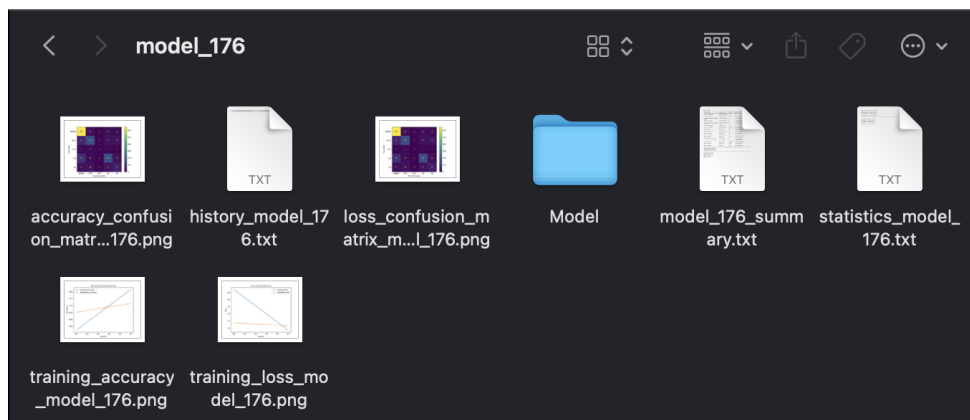 model_176
TXT
TXT
TXT
accuracy_confusi
on_matr...176.png
history_model_17
6.txt
loss_confusion_m
atrix_m...l_176.png
Model
model_176_summ
ary.txt
statistics_model_
176.txt
training_accuracy
_model_176.png
training_loss_mo
del_176.png